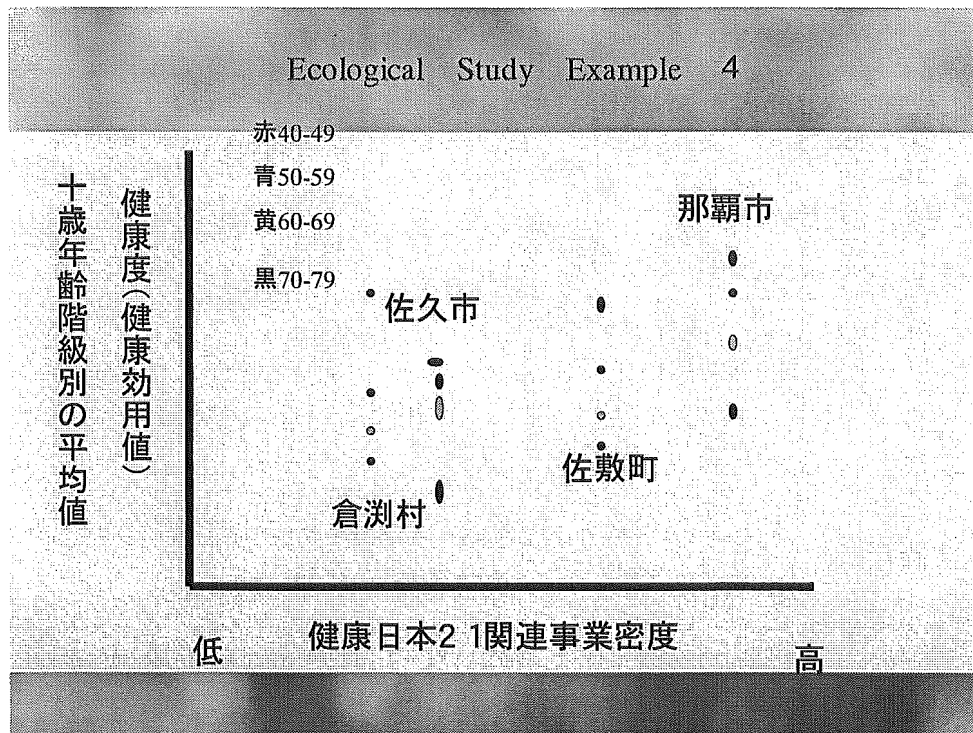 Ecological Study Example 4
赤40-49
青50-59
黄60-69
黒70-79
十歳年齢階級別の平均値
健康度(健康効用値)
那覇市
佐久市
佐敷町
倉渕村
低
健康日本2 1関連事業密度
高